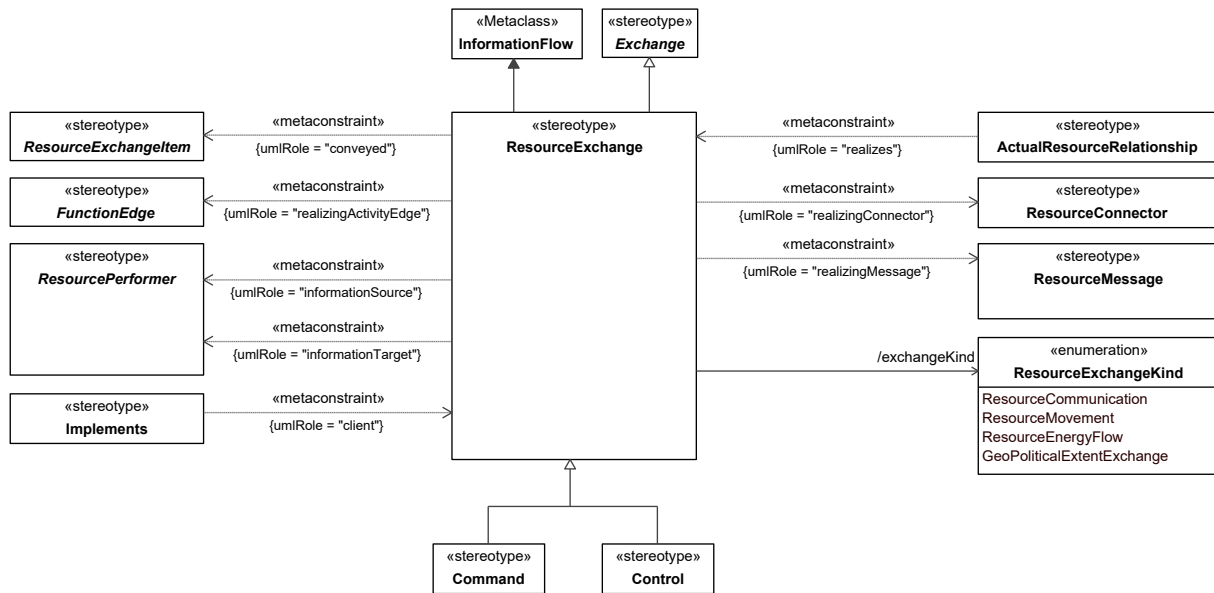 «Metaclass»
InformationFlow
«stereotype»
Exchange
«stereotype»
ResourceExchangeItem
«metaconstraint»
{umlRole = "conveyed"}
«stereotype»
FunctionEdge
«metaconstraint»
{umlRole = "realizingActivityEdge"}
«stereotype»
ResourcePerformer
«metaconstraint»
{umlRole = "informationSource"}
«metaconstraint»
{umlRole = "informationTarget"}
«stereotype»
Implements
«metaconstraint»
{umlRole = "client"}
«stereotype»
ResourceExchange
«metaconstraint»
{umlRole = "realizes"}
«stereotype»
ActualResourceRelationship
«metaconstraint»
{umlRole = "realizingConnector"}
«stereotype»
ResourceConnector
«metaconstraint»
{umlRole = "realizingMessage"}
«stereotype»
ResourceMessage
/exchangeKind
«enumeration»
ResourceExchangeKind
ResourceCommunication
ResourceMovement
ResourceEnergyFlow
GeoPoliticalExtentExchange
«stereotype»
Command
«stereotype»
Control